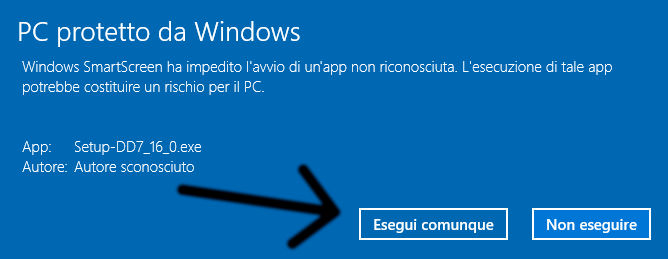 PC protetto da Windows
Windows SmartScreen ha impedito l'avvio di un'app non riconosciuta. L'esecuzione di tale app
potrebbe costituire un rischio per il PC.
App: Setup-DD7_16_0.exe
Autore: Autore sconosciuto
Esegui comunque Non eseguire